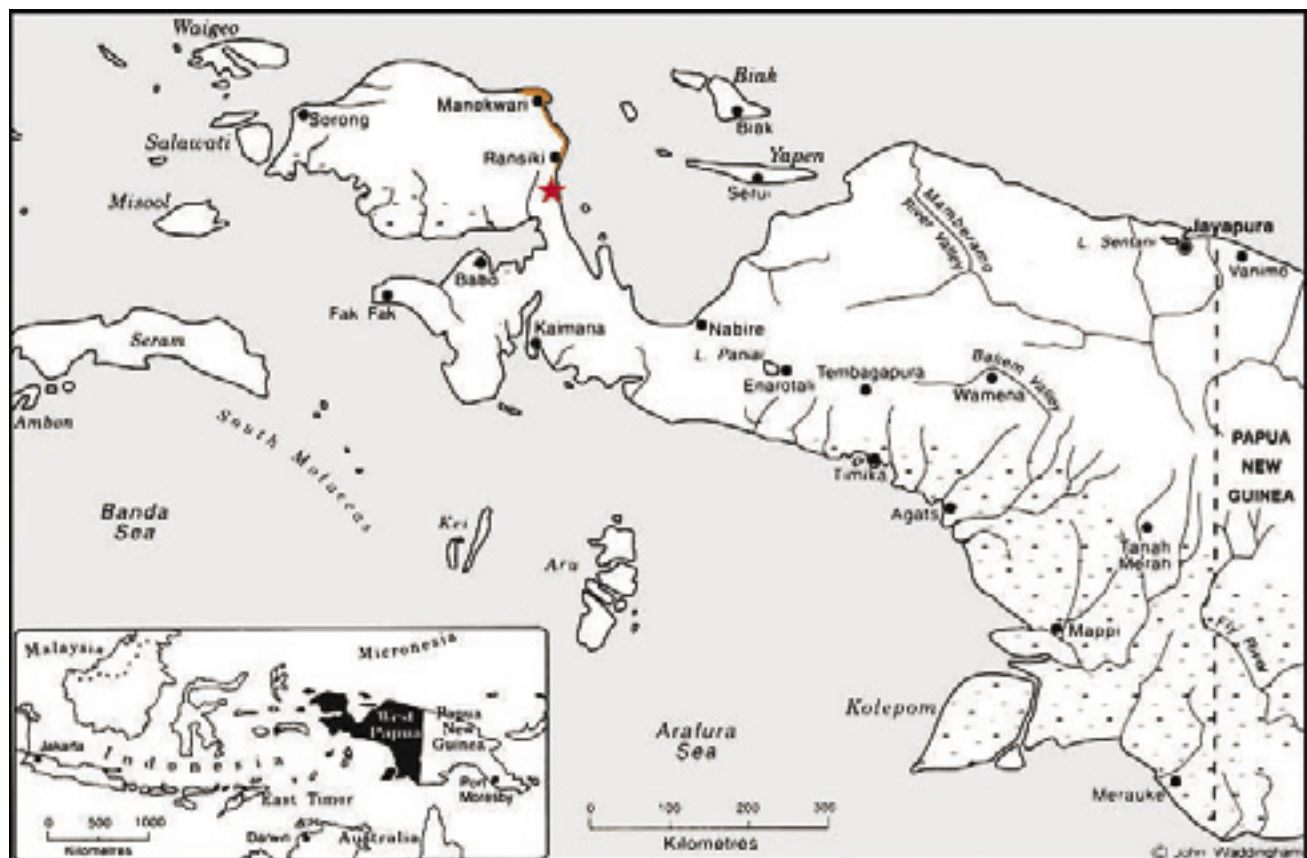 Waigeo
Biak
Manokwari
Sorong
Biak
Salawati
Ransiki
Yapen
Serui
Misool
Mamberamo
River Valley
Jayapura
L. Sentani
Vanimo
Babo
Fak Fak
Nabire
Kaimana
Seram
L. Paniai
Enarotali
Tembagapura
Baliem Valley
Wamena
Ambon
South Moluccas
PAPUA
NEW
GUINEA
Timika
Banda
Sea
Agats
Kei
Aru
Tanah
Merah
Mappi
Fly River
Kolepom
Arafura
Sea
Merauke
Malaysia
Micronesia
West
Papua
Papua
New
Guinea
Jakarta
Indonesia
Port
Moresby
East Timor
0 500 1000
Kilometres
Darwin
Australia
0 100 200 300
Kilometres
© John Waddingham